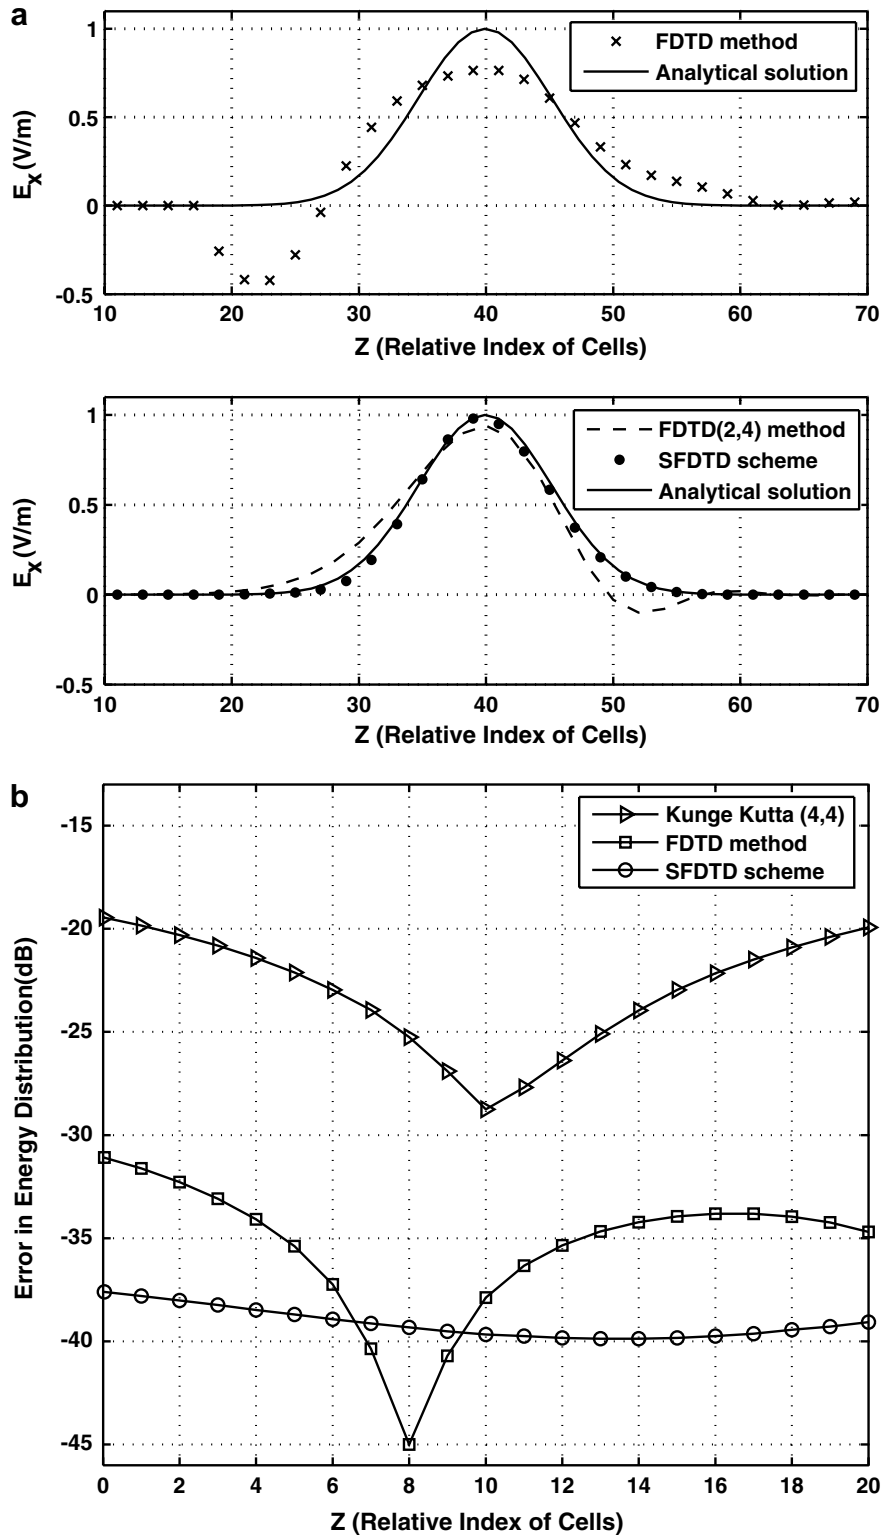 a
1
0.5
0
-0.5
E_x (V/m)
FDTD method
Analytical solution
10 20 30 40 50 60 70
Z (Relative Index of Cells)
1
0.5
0
-0.5
E_x (V/m)
FDTD(2,4) method
SFDTD scheme
Analytical solution
10 20 30 40 50 60 70
Z (Relative Index of Cells)
b
-15
-20
-25
-30
-35
-40
-45
Error in Energy Distribution(dB)
Kunge Kutta (4,4)
FDTD method
SFDTD scheme
0 2 4 6 8 10 12 14 16 18 20
Z (Relative Index of Cells)